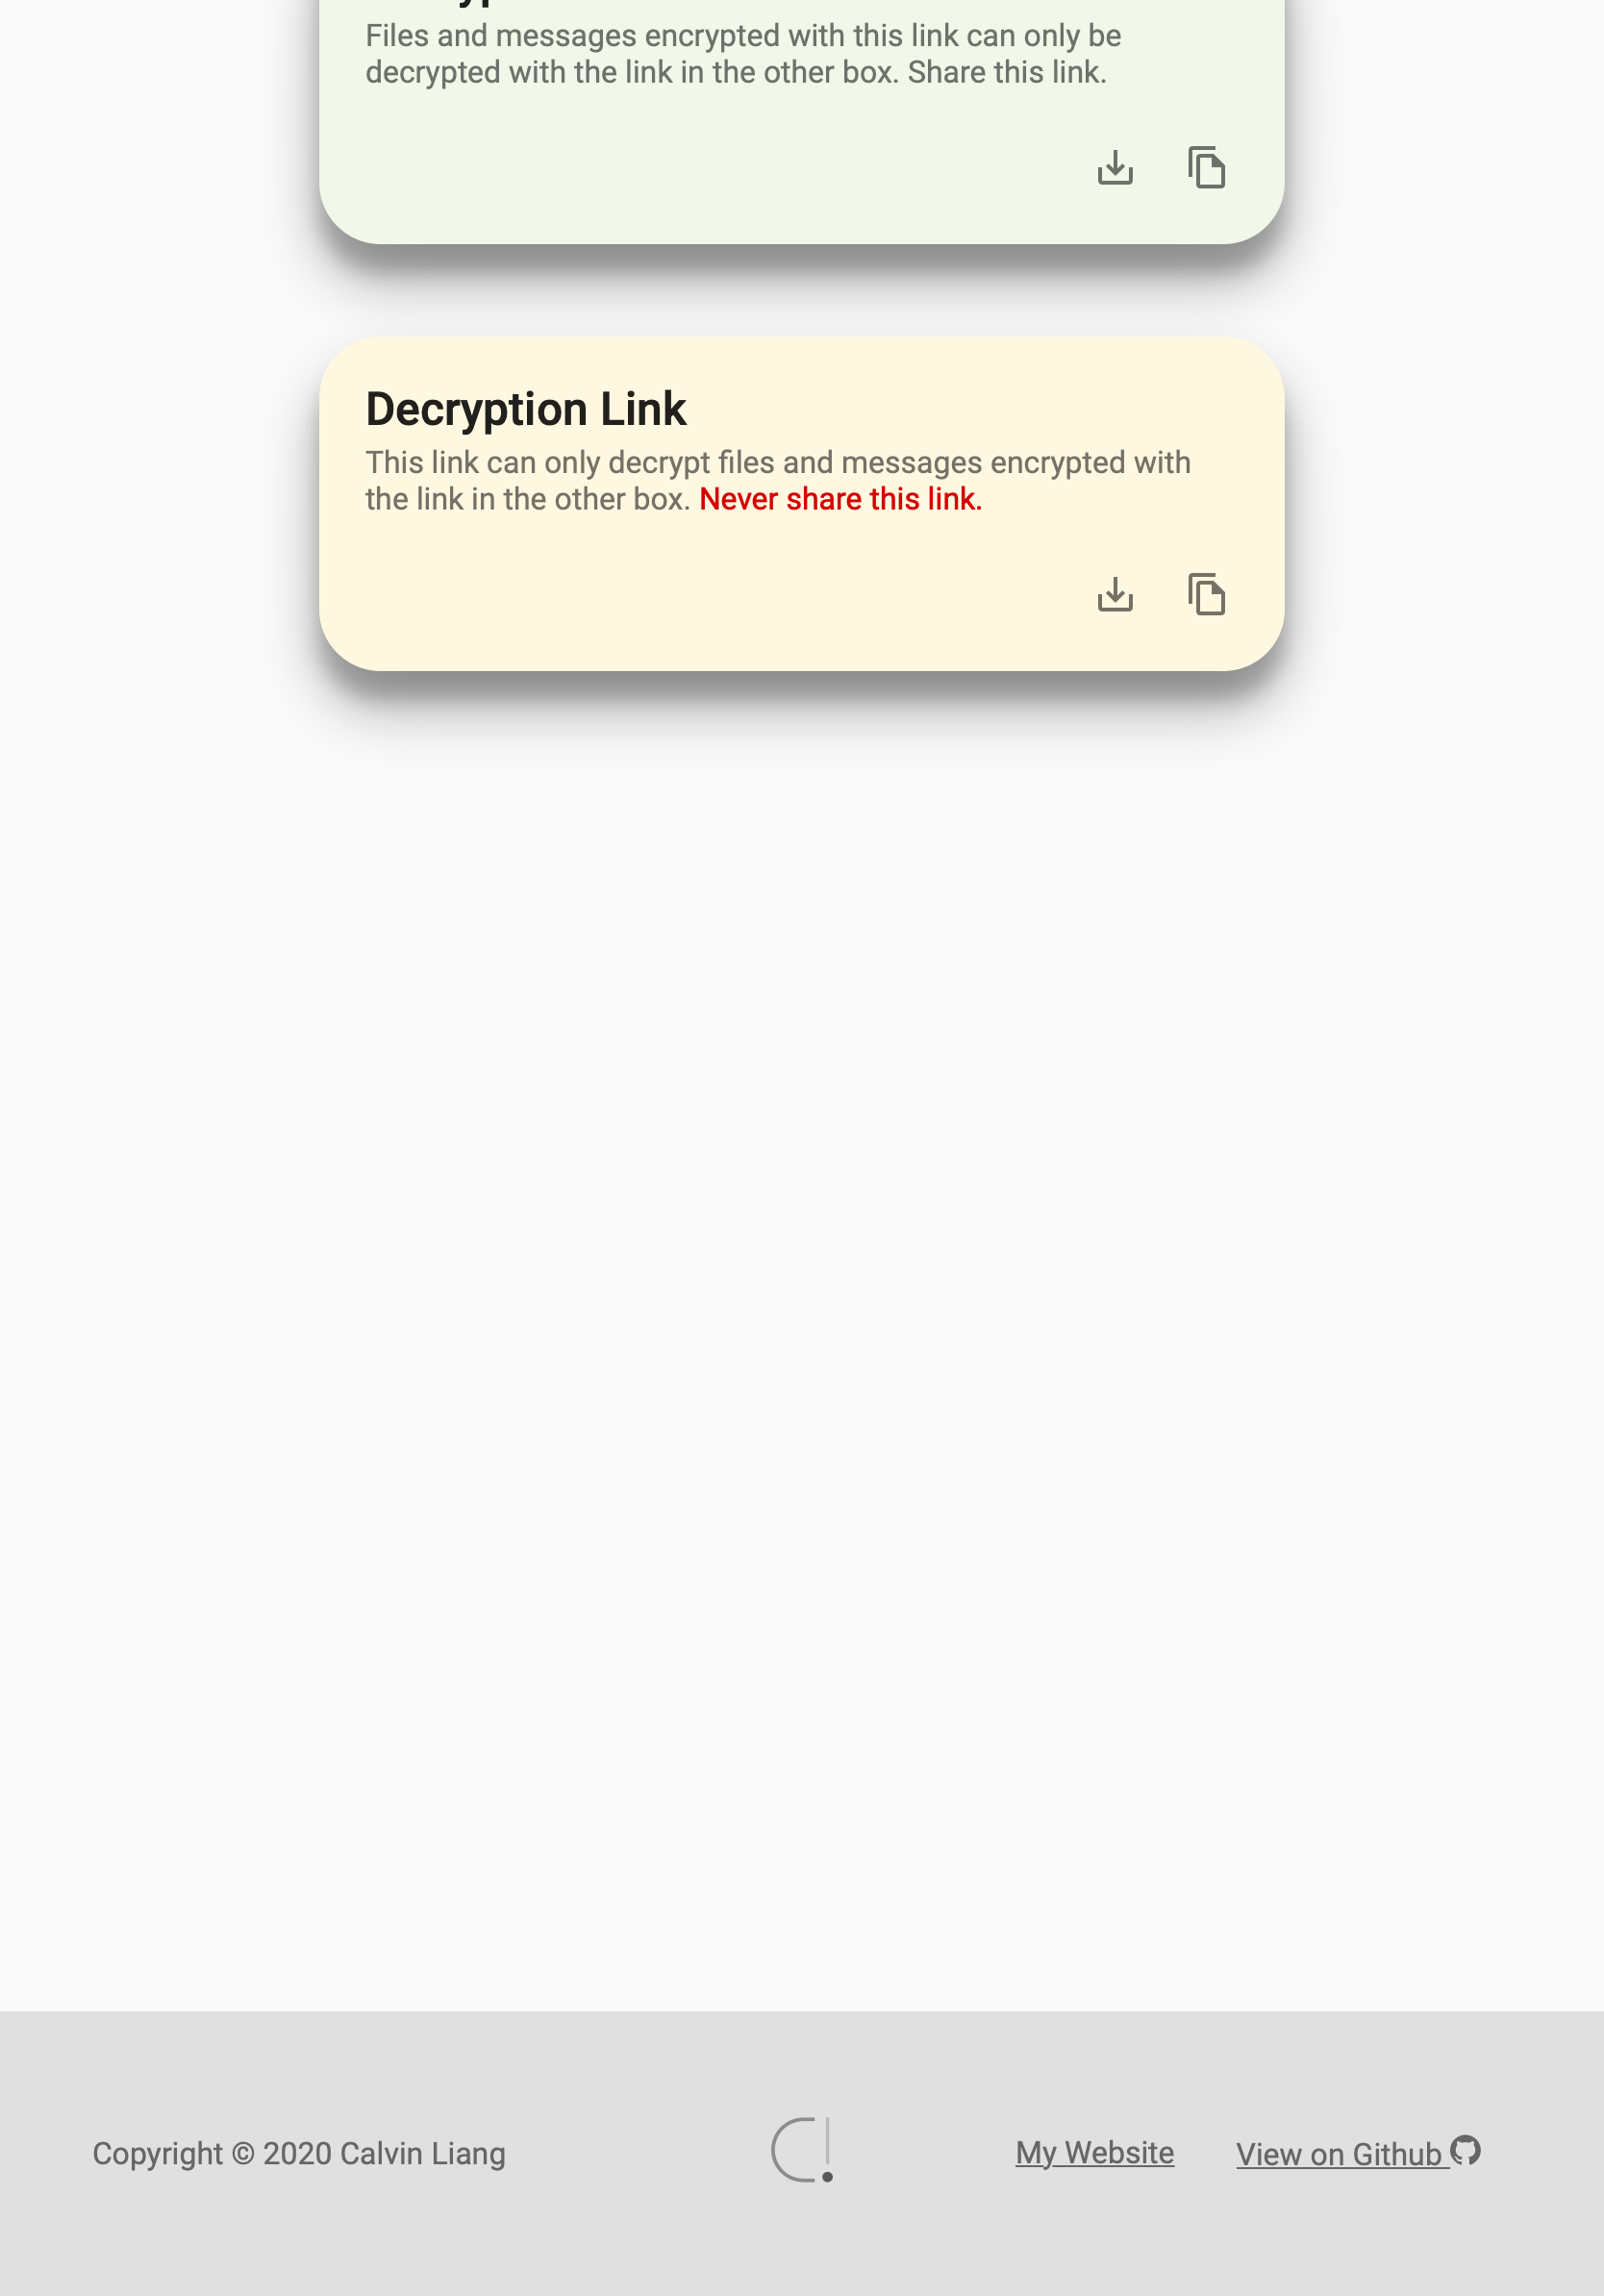 Files and messages encrypted with this link can only be
decrypted with the link in the other box. Share this link.
Decryption Link
This link can only decrypt files and messages encrypted with
the link in the other box. Never share this link.
Copyright © 2020 Calvin Liang
My Website
View on Github